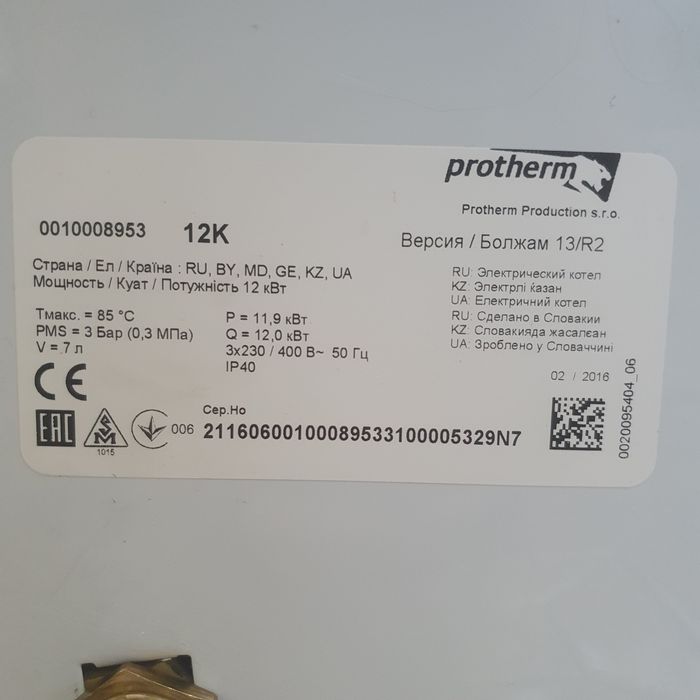 protherm
Protherm Production s.r.o.
0010008953 12K
Версия / Болжам 13/R2
Страна / Ел / Країна : RU, BY, MD, GE, KZ, UA
Мощность / Куат / Потужність 12 кВт
RU: Электрический котел
KZ: Электрлі ќазан
UA: Електричний котел
RU: Сделано в Словакии
KZ: Словакияда жасалеан
UA: Зроблено у Словаччині
Tмакс. = 85 °C
PMS = 3 Бар (0,3 МПа)
V = 7 л
P = 11,9 кВт
Q = 12,0 кВт
3x230 / 400 В~ 50 Гц
IP40
02 / 2016
CE
EAC
1015
006
Сер.Но
21160600100089533100005329N7
0020095404_06